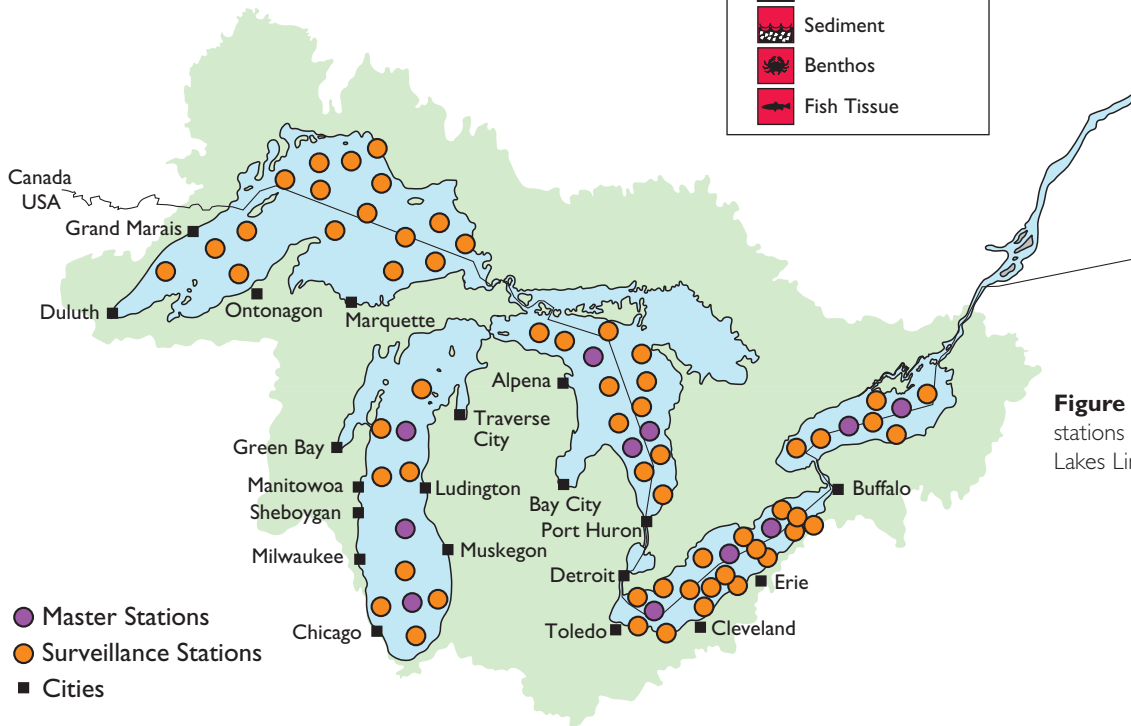 Sediment
Benthos
Fish Tissue
Canada
USA
Grand Marais
Duluth
Ontonagon
Marquette
Alpena
Traverse
City
Green Bay
Manitowoa
Ludington
Sheboygan
Bay City
Port Huron
Buffalo
Milwaukee
Muskegon
Detroit
Erie
Chicago
Toledo
Cleveland
Master Stations
Surveillance Stations
Cities
Figure
stations
Lakes Lin